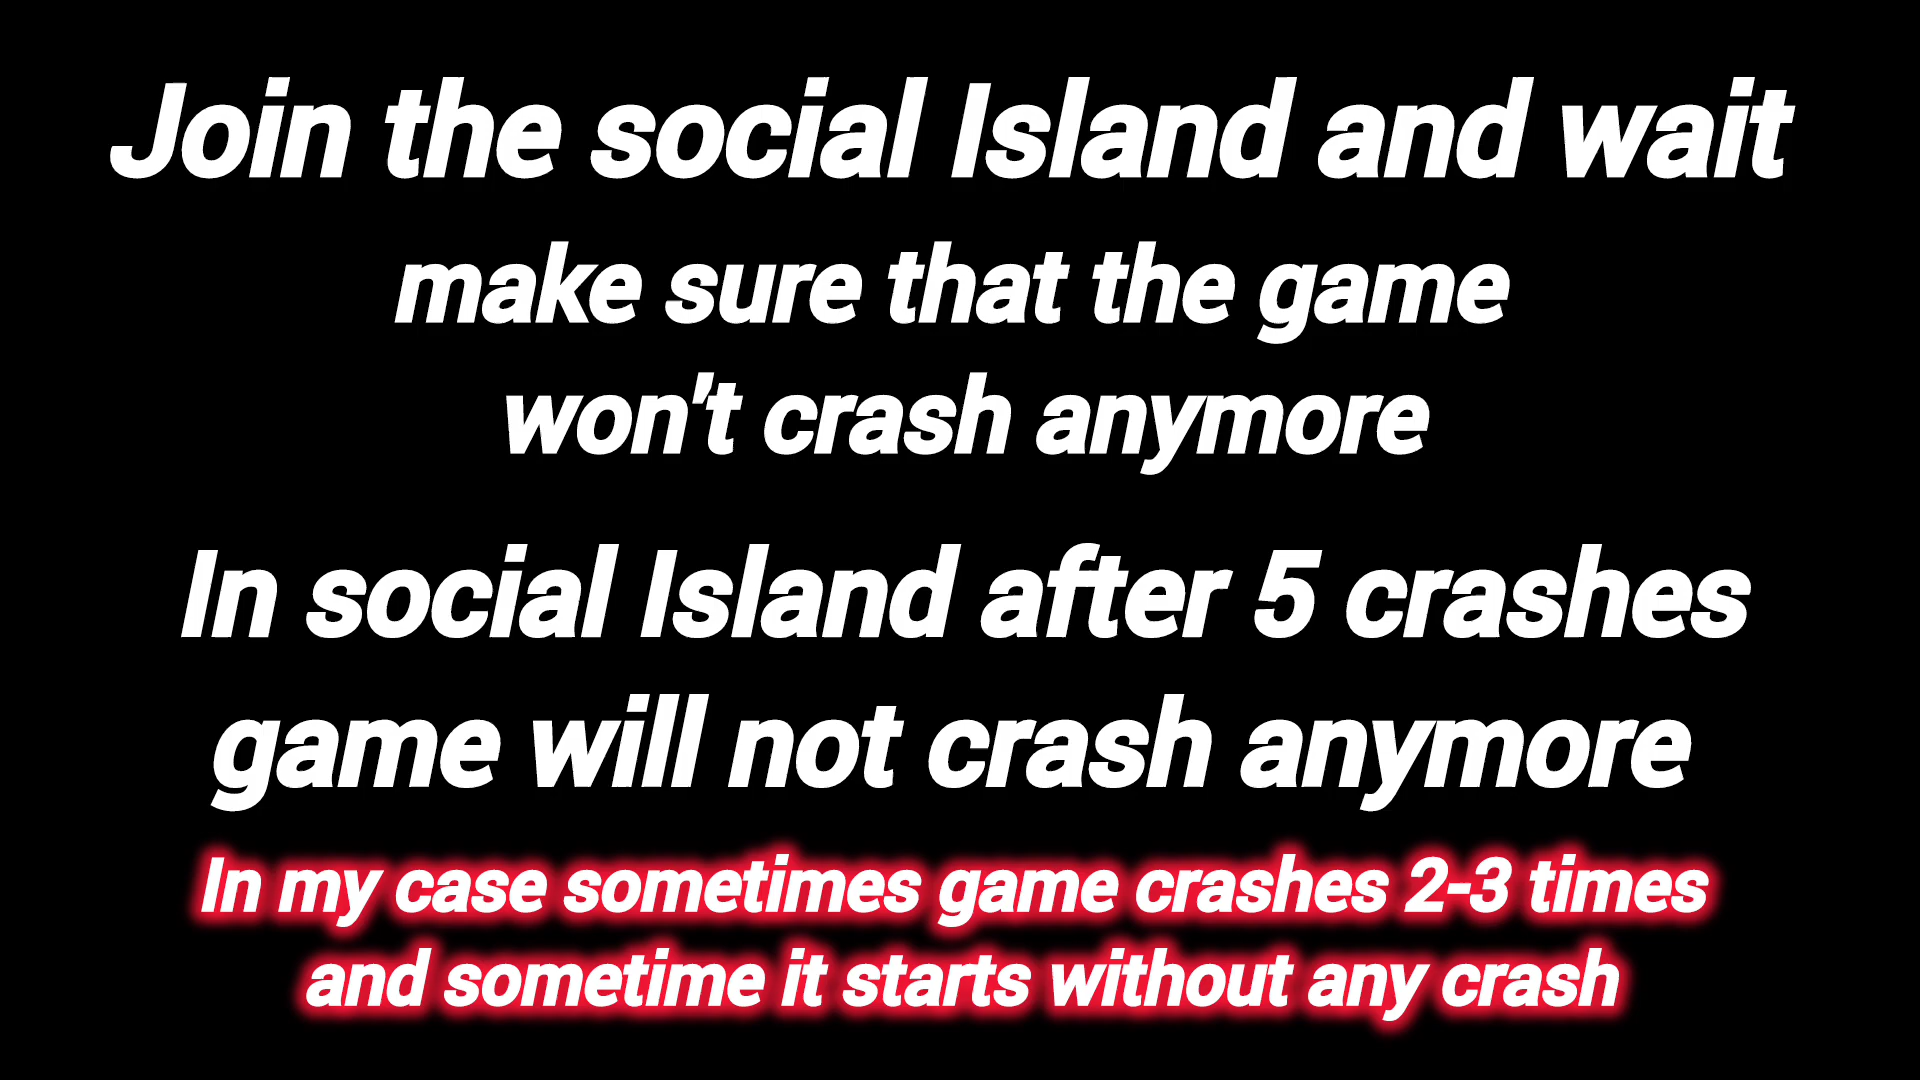 Join the social Island and wait
make sure that the game
won't crash anymore
In social Island after 5 crashes
game will not crash anymore
In my case sometimes game crashes 2-3 times
and sometime it starts without any crash